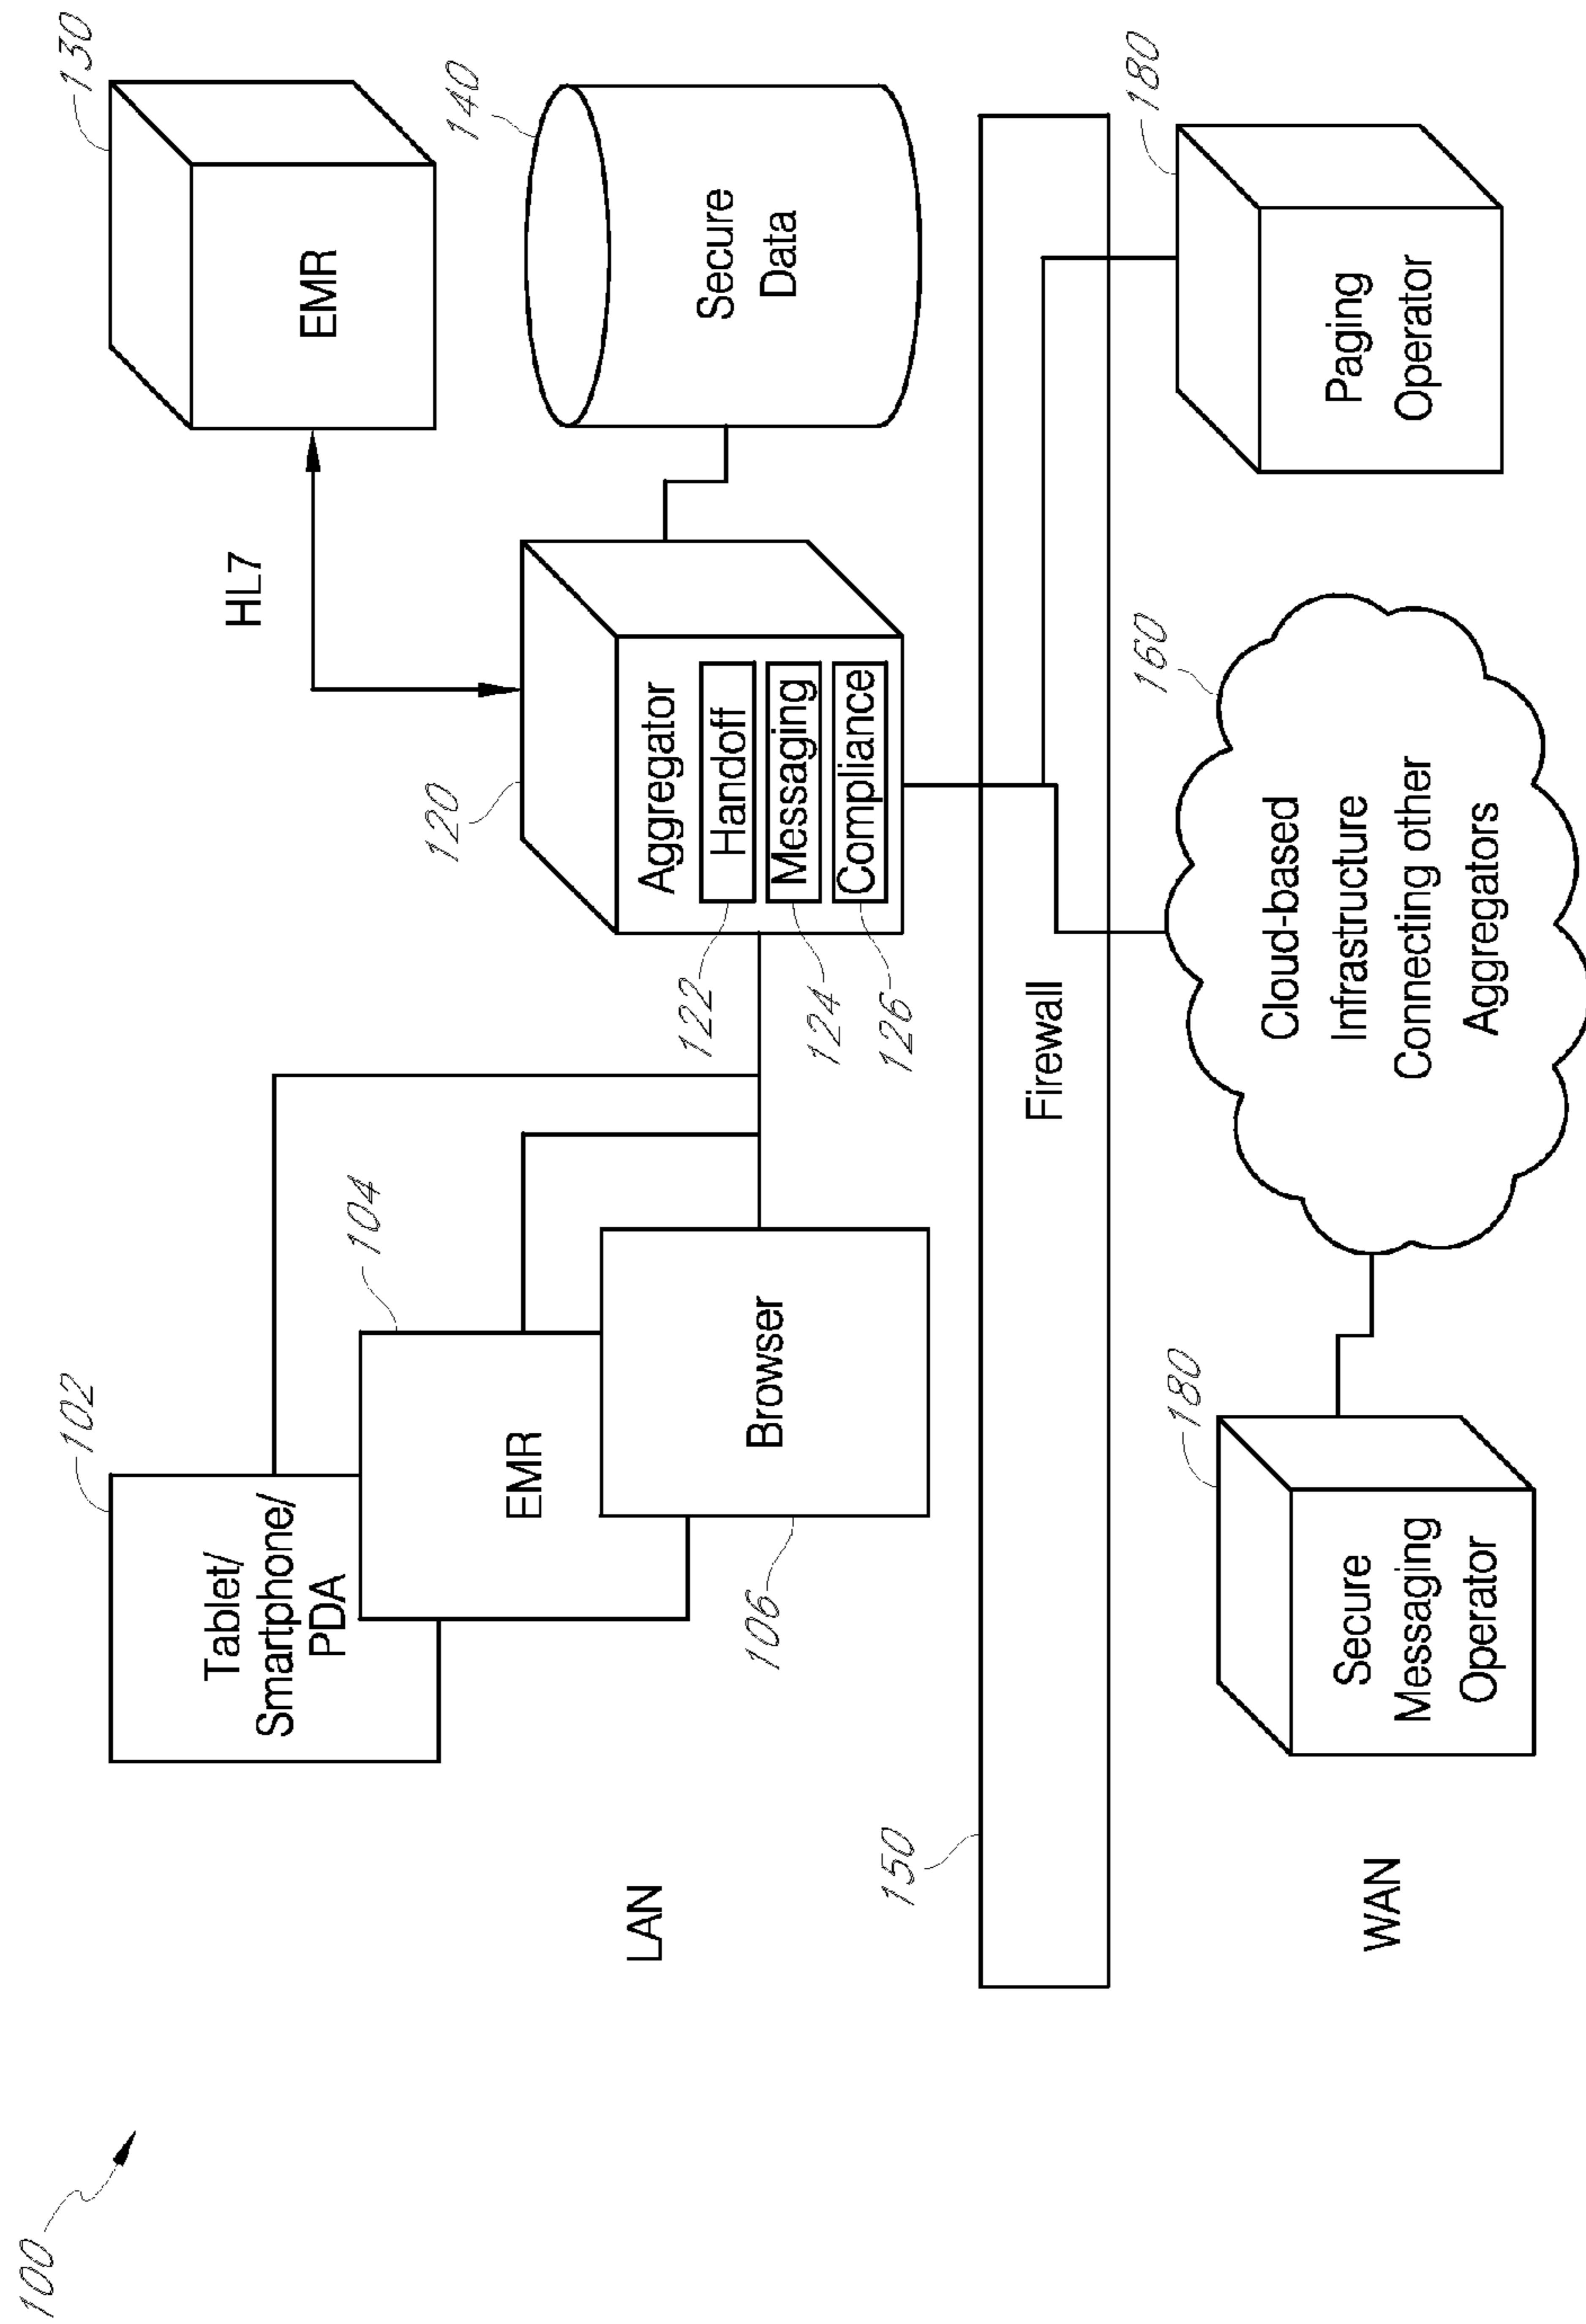 100
102
Tablet/
Smartphone/
PDA
104
EMR
106
Browser
HL7
130
EMR
120
Aggregator
122
Handoff
124
Messaging
126
Compliance
140
Secure
Data
LAN
150
Firewall
WAN
180
Secure
Messaging
Operator
160
Cloud-based
Infrastructure
Connecting other
Aggregators
180
Paging
Operator